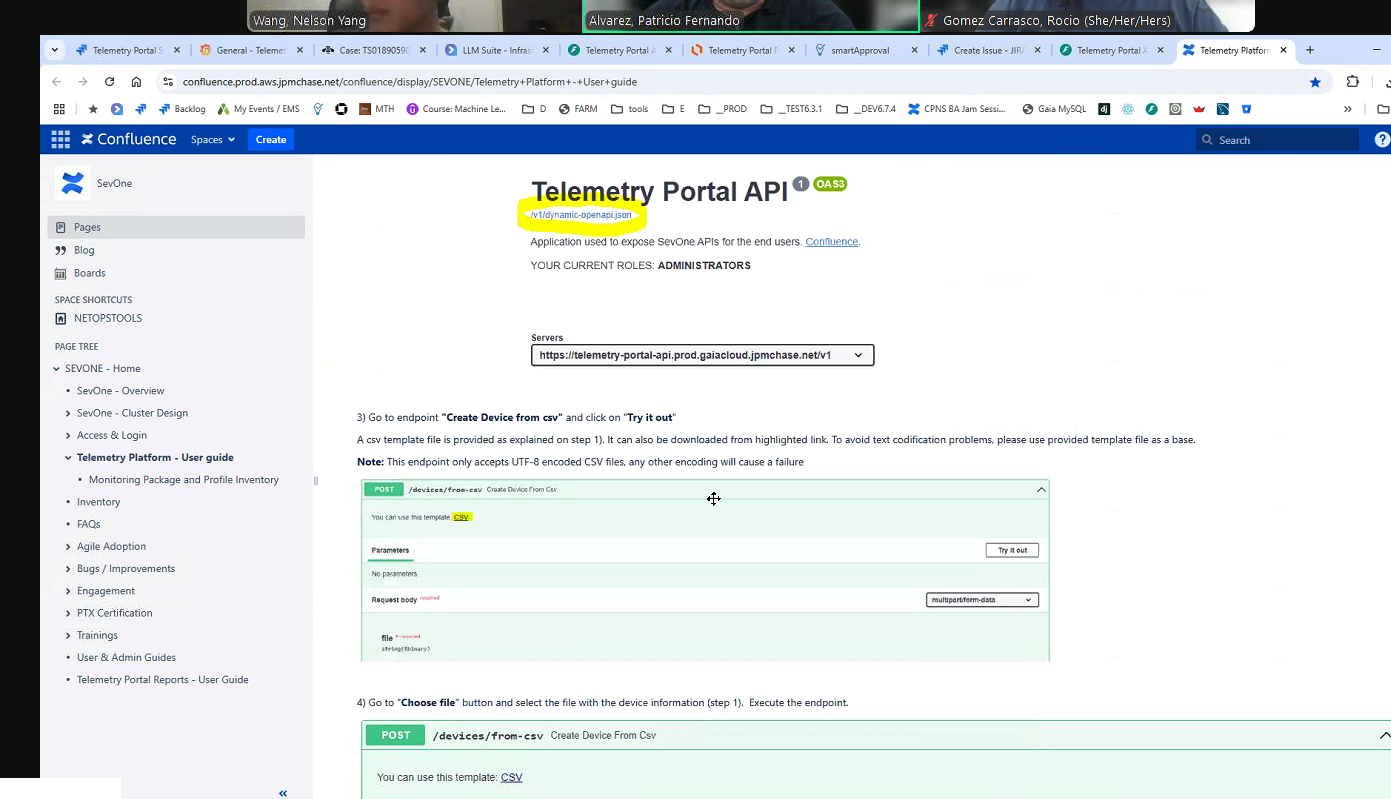 Wang, Nelson Yang
Alvarez, Patricio Fernando
Gomez Carrasco, Rocio (She/Her/Hers)
Telemetry Portal S
General - Teleme
Case: TS01890590
LLM Suite - Infras
Telemetry Portal A
Telemetry Portal F
smartApproval
Create Issue - JIRA
Telemetry Portal A
Telemetry Platform
confluence.prod.aws.jpmchase.net/confluence/display/SEVONE/Telemetry+Platform+-+User+guide
Backlog
My Events / EMS
MTH
Course: Machine Le...
D
FARM
tools
E
__PROD
__TEST6.3.1
__DEV6.7.4
CPNS BA Jam Sessi...
Gaia MySQL
dj
»
Confluence
Spaces
Create
Search
?
SevOne
Pages
Blog
Boards
SPACE SHORTCUTS
NETOPSTOOLS
PAGE TREE
SEVONE - Home
• SevOne - Overview
SevOne - Cluster Design
Access & Login
Telemetry Platform - User guide
• Monitoring Package and Profile Inventory
• Inventory
• FAQs
Agile Adoption
Bugs / Improvements
Engagement
PTX Certification
Trainings
• User & Admin Guides
• Telemetry Portal Reports - User Guide
«
Telemetry Portal API 1 OAS3
/v1/dynamic-openapi.json
Application used to expose SevOne APIs for the end users. Confluence.
YOUR CURRENT ROLES: ADMINISTRATORS
Servers
https://telemetry-portal-api.prod.gaiacloud.jpmchase.net/v1
3) Go to endpoint "Create Device from csv" and click on "Try it out"
A csv template file is provided as explained on step 1). It can also be downloaded from highlighted link. To avoid text codification problems, please use provided template file as a base.
Note: This endpoint only accepts UTF-8 encoded CSV files, any other encoding will cause a failure
POST /devices/from-csv Create Device From Csv
You can use this template: CSV
Parameters
Try it out
No parameters
Request body required
multipart/form-data
file * required
string($binary)
4) Go to "Choose file" button and select the file with the device information (step 1). Execute the endpoint.
POST /devices/from-csv Create Device From Csv
You can use this template: CSV